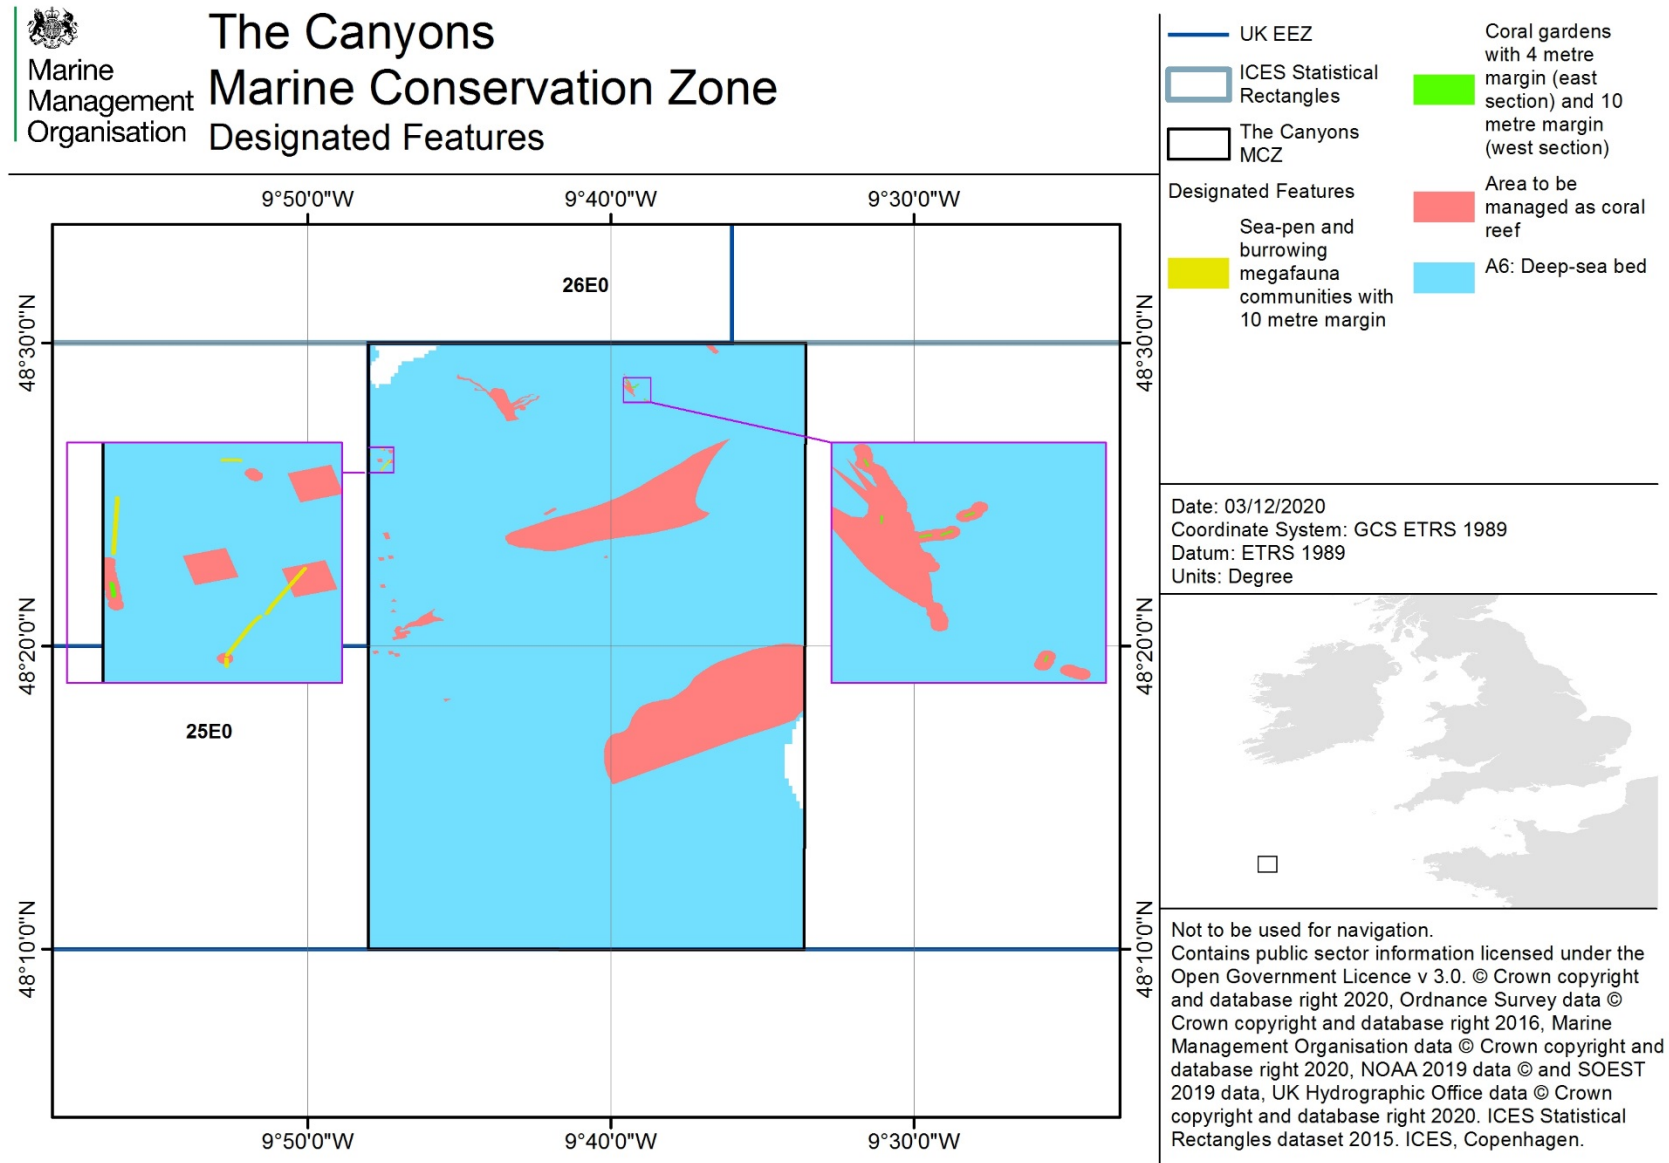 Marine
Management
Organisation
The Canyons
Marine Conservation Zone
Designated Features
9°50'0"W
9°40'0"W
9°30'0"W
48°30'0"N
48°20'0"N
48°10'0"N
26E0
25E0
48°30'0"N
48°20'0"N
48°10'0"N
9°50'0"W
9°40'0"W
9°30'0"W
UK EEZ
ICES Statistical
Rectangles
The Canyons
MCZ
Designated Features
Sea-pen and
burrowing
megafauna
communities with
10 metre margin
Coral gardens
with 4 metre
margin (east
section) and 10
metre margin
(west section)
Area to be
managed as coral
reef
A6: Deep-sea bed
Date: 03/12/2020
Coordinate System: GCS ETRS 1989
Datum: ETRS 1989
Units: Degree
Not to be used for navigation.
Contains public sector information licensed under the
Open Government Licence v 3.0. © Crown copyright
and database right 2020, Ordnance Survey data ©
Crown copyright and database right 2016, Marine
Management Organisation data © Crown copyright and
database right 2020, NOAA 2019 data © and SOEST
2019 data, UK Hydrographic Office data © Crown
copyright and database right 2020. ICES Statistical
Rectangles dataset 2015. ICES, Copenhagen.